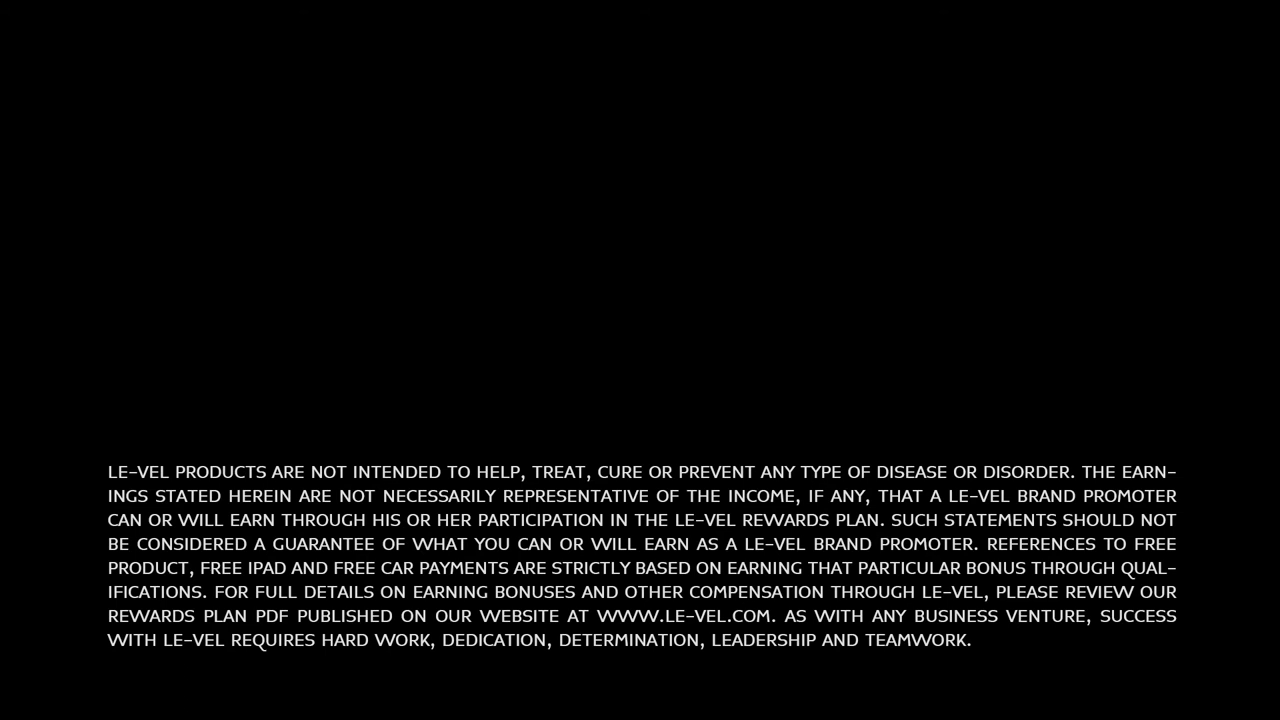 LE-VEL PRODUCTS ARE NOT INTENDED TO HELP, TREAT, CURE OR PREVENT ANY TYPE OF DISEASE OR DISORDER. THE EARN-
INGS STATED HEREIN ARE NOT NECESSARILY REPRESENTATIVE OF THE INCOME, IF ANY, THAT A LE-VEL BRAND PROMOTER
CAN OR WILL EARN THROUGH HIS OR HER PARTICIPATION IN THE LE-VEL REWARDS PLAN. SUCH STATEMENTS SHOULD NOT
BE CONSIDERED A GUARANTEE OF WHAT YOU CAN OR WILL EARN AS A LE-VEL BRAND PROMOTER. REFERENCES TO FREE
PRODUCT, FREE IPAD AND FREE CAR PAYMENTS ARE STRICTLY BASED ON EARNING THAT PARTICULAR BONUS THROUGH QUAL-
IFICATIONS. FOR FULL DETAILS ON EARNING BONUSES AND OTHER COMPENSATION THROUGH LE-VEL, PLEASE REVIEW OUR
REWARDS PLAN PDF PUBLISHED ON OUR WEBSITE AT WWW.LE-VEL.COM. AS WITH ANY BUSINESS VENTURE, SUCCESS
WITH LE-VEL REQUIRES HARD WORK, DEDICATION, DETERMINATION, LEADERSHIP AND TEAMWORK.